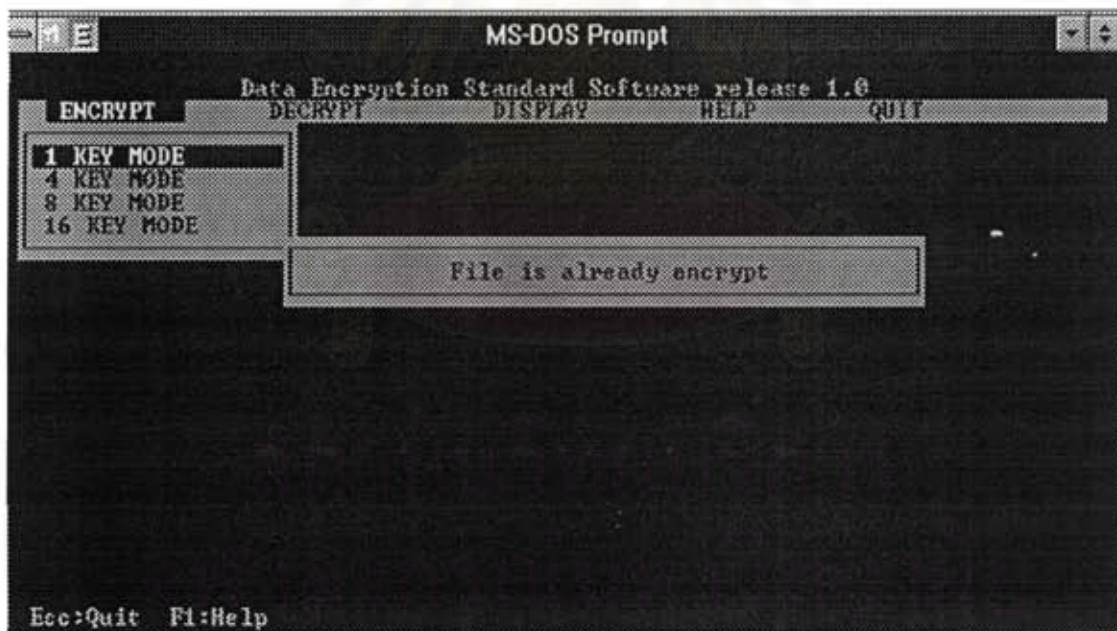 MS-DOS Prompt
Data Encryption Standard Software release 1.0
ENCRYPT DECRYPT DISPLAY HELP QUIT
1 KEY MODE
4 KEY MODE
8 KEY MODE
16 KEY MODE
File is already encrypt
Esc:Quit F1:Help